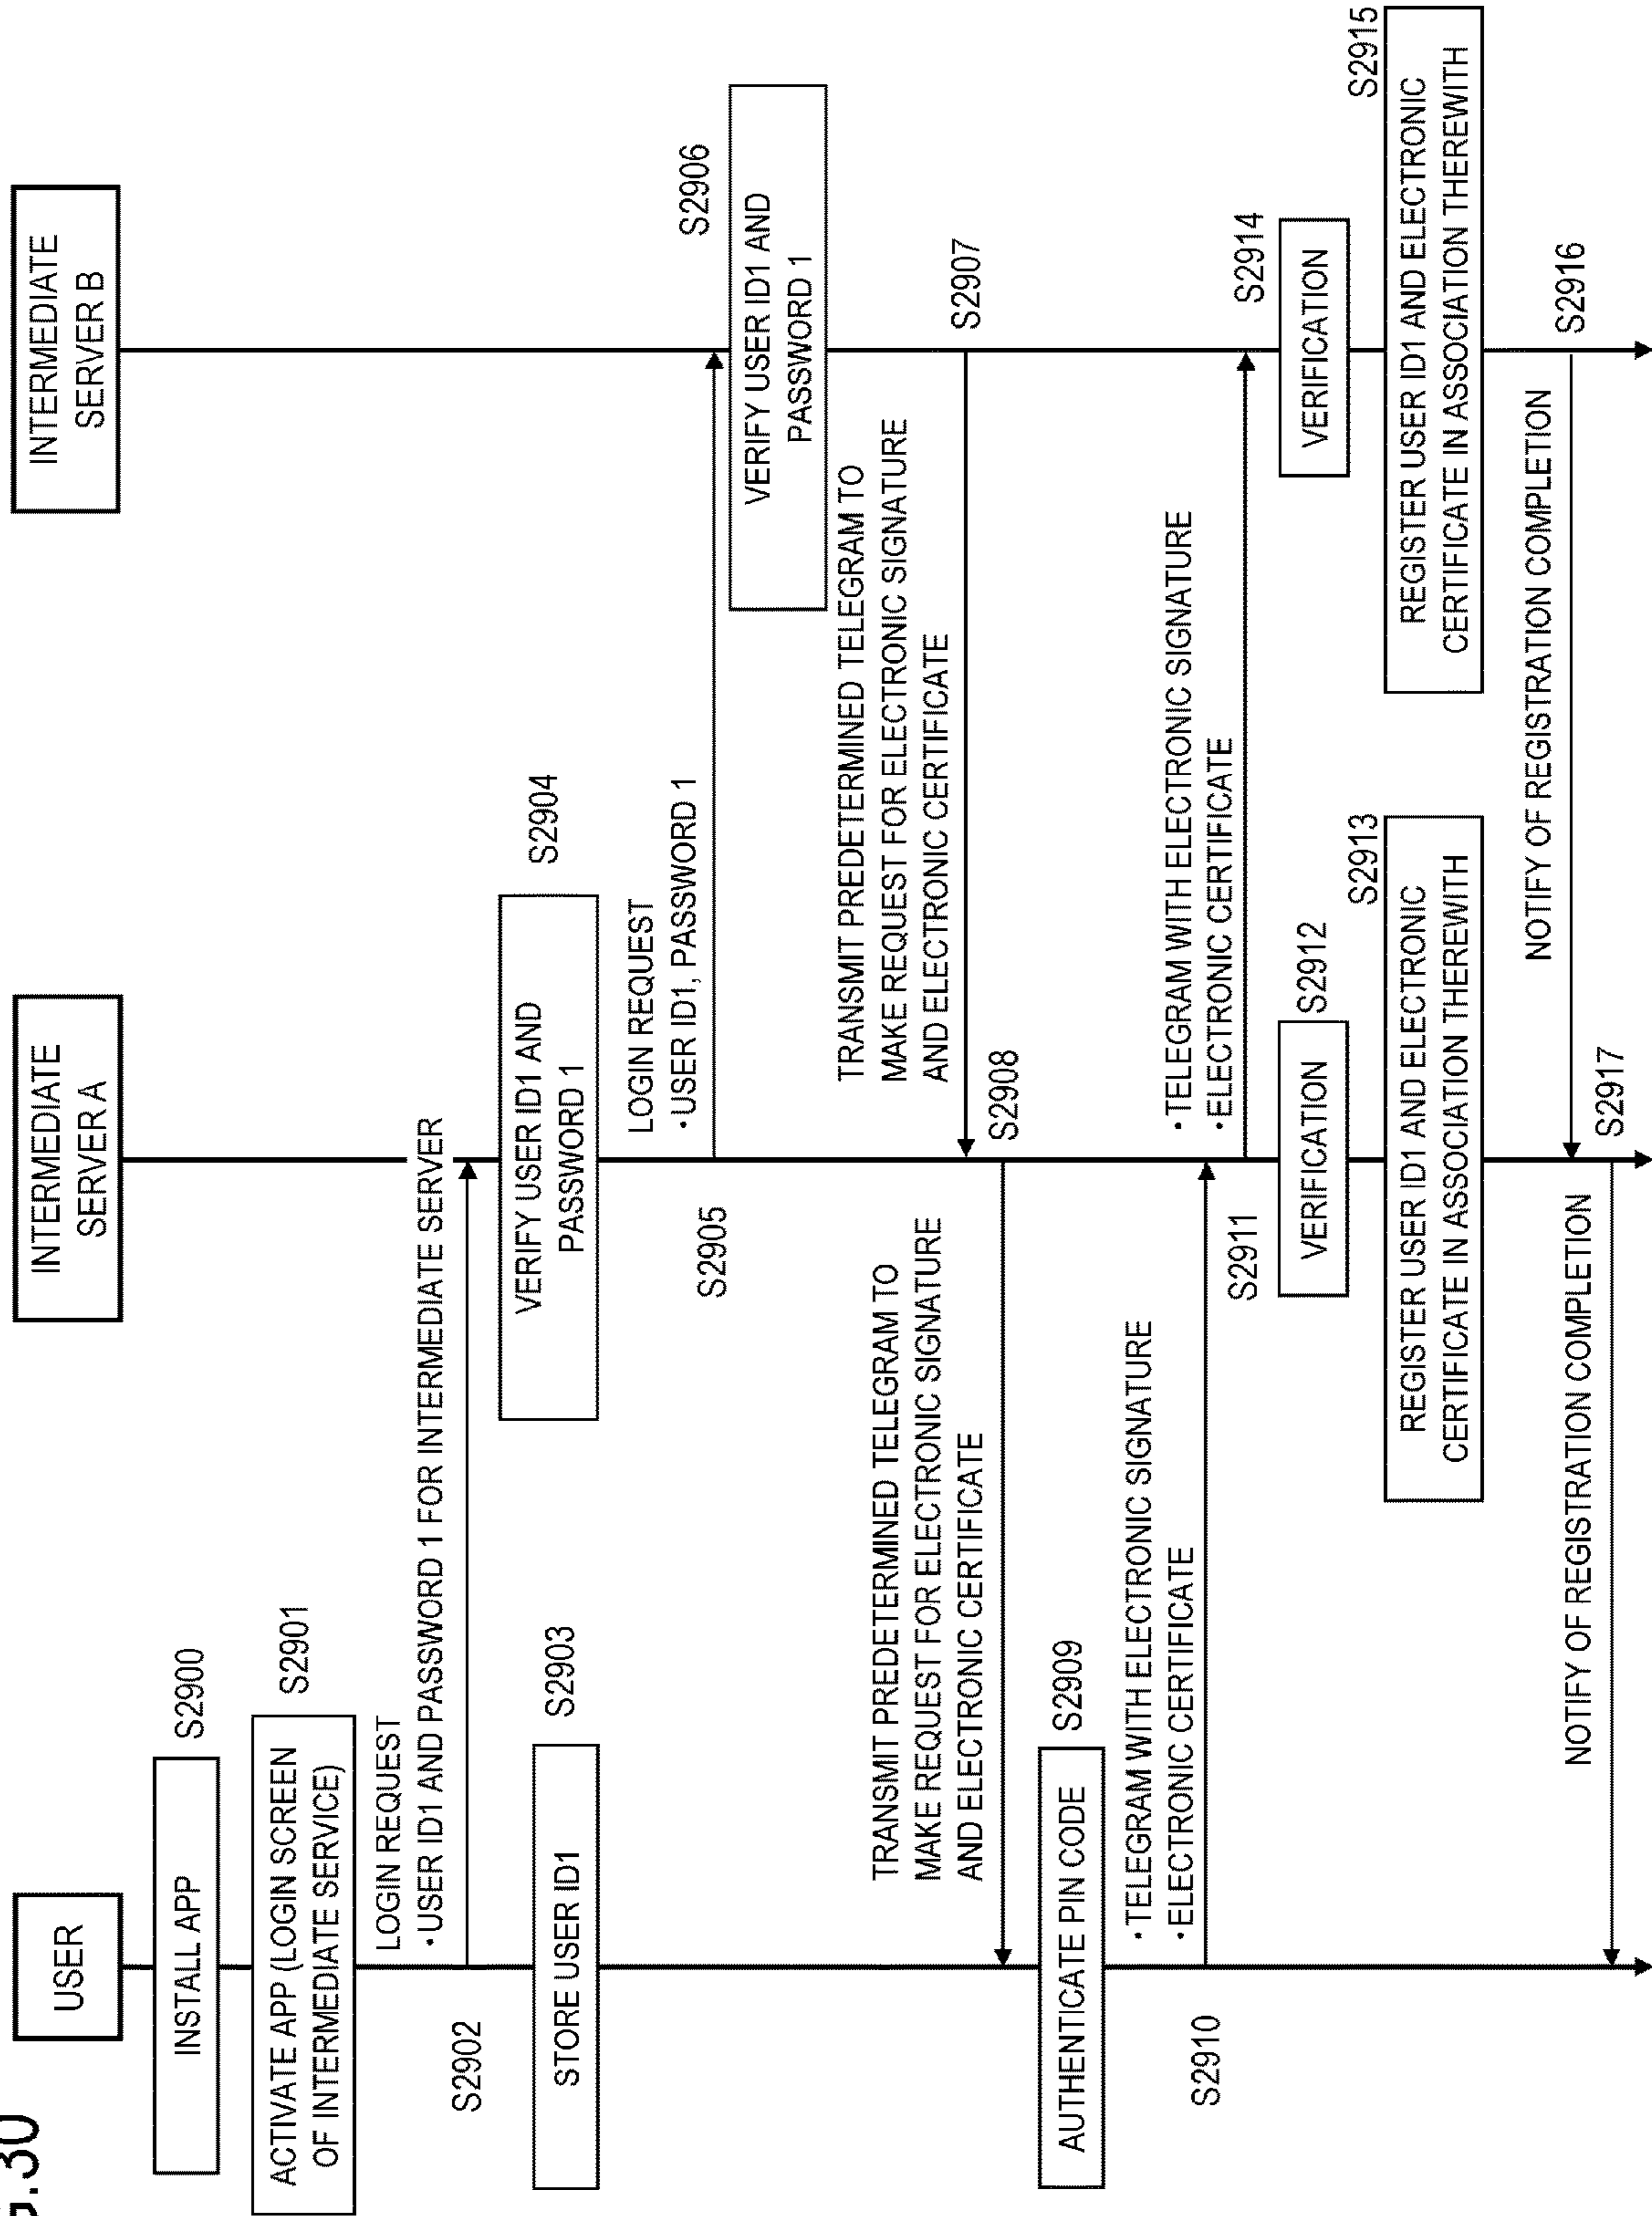 .30
USER
INTERMEDIATE
SERVER A
INTERMEDIATE
SERVER B
INSTALL APP
S2900
ACTIVATE APP (LOGIN SCREEN
OF INTERMEDIATE SERVICE)
S2901
LOGIN REQUEST
• USER ID1 AND PASSWORD 1 FOR INTERMEDIATE SERVER
S2902
STORE USER ID1
S2903
VERIFY USER ID1 AND
PASSWORD 1
S2904
LOGIN REQUEST
• USER ID1, PASSWORD 1
S2905
VERIFY USER ID1 AND
PASSWORD 1
S2906
TRANSMIT PREDETERMINED TELEGRAM TO
MAKE REQUEST FOR ELECTRONIC SIGNATURE
AND ELECTRONIC CERTIFICATE
S2907
TRANSMIT PREDETERMINED TELEGRAM TO
MAKE REQUEST FOR ELECTRONIC SIGNATURE
AND ELECTRONIC CERTIFICATE
S2908
AUTHENTICATE PIN CODE
S2909
• TELEGRAM WITH ELECTRONIC SIGNATURE
• ELECTRONIC CERTIFICATE
S2910
• TELEGRAM WITH ELECTRONIC SIGNATURE
• ELECTRONIC CERTIFICATE
S2911
VERIFICATION
S2912
REGISTER USER ID1 AND ELECTRONIC
CERTIFICATE IN ASSOCIATION THEREWITH
S2913
VERIFICATION
S2914
REGISTER USER ID1 AND ELECTRONIC
CERTIFICATE IN ASSOCIATION THEREWITH
S2915
NOTIFY OF REGISTRATION COMPLETION
S2916
NOTIFY OF REGISTRATION COMPLETION
S2917